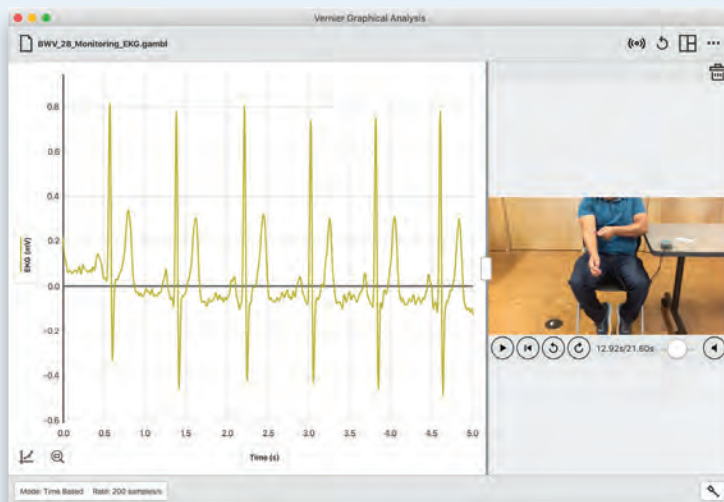 Vernier Graphical Analysis
BWV_28_Monitoring_EKG.gambl
0.8
0.6
0.4
0.2
0.0
-0.2
-0.4
-0.6
EKG (mV)
0.0 0.5 1.0 1.5 2.0 2.5 3.0 3.5 4.0 4.5 5.0
Time (s)
12.92s/21.60s
Mode: Time Based Rate: 200 samples/s